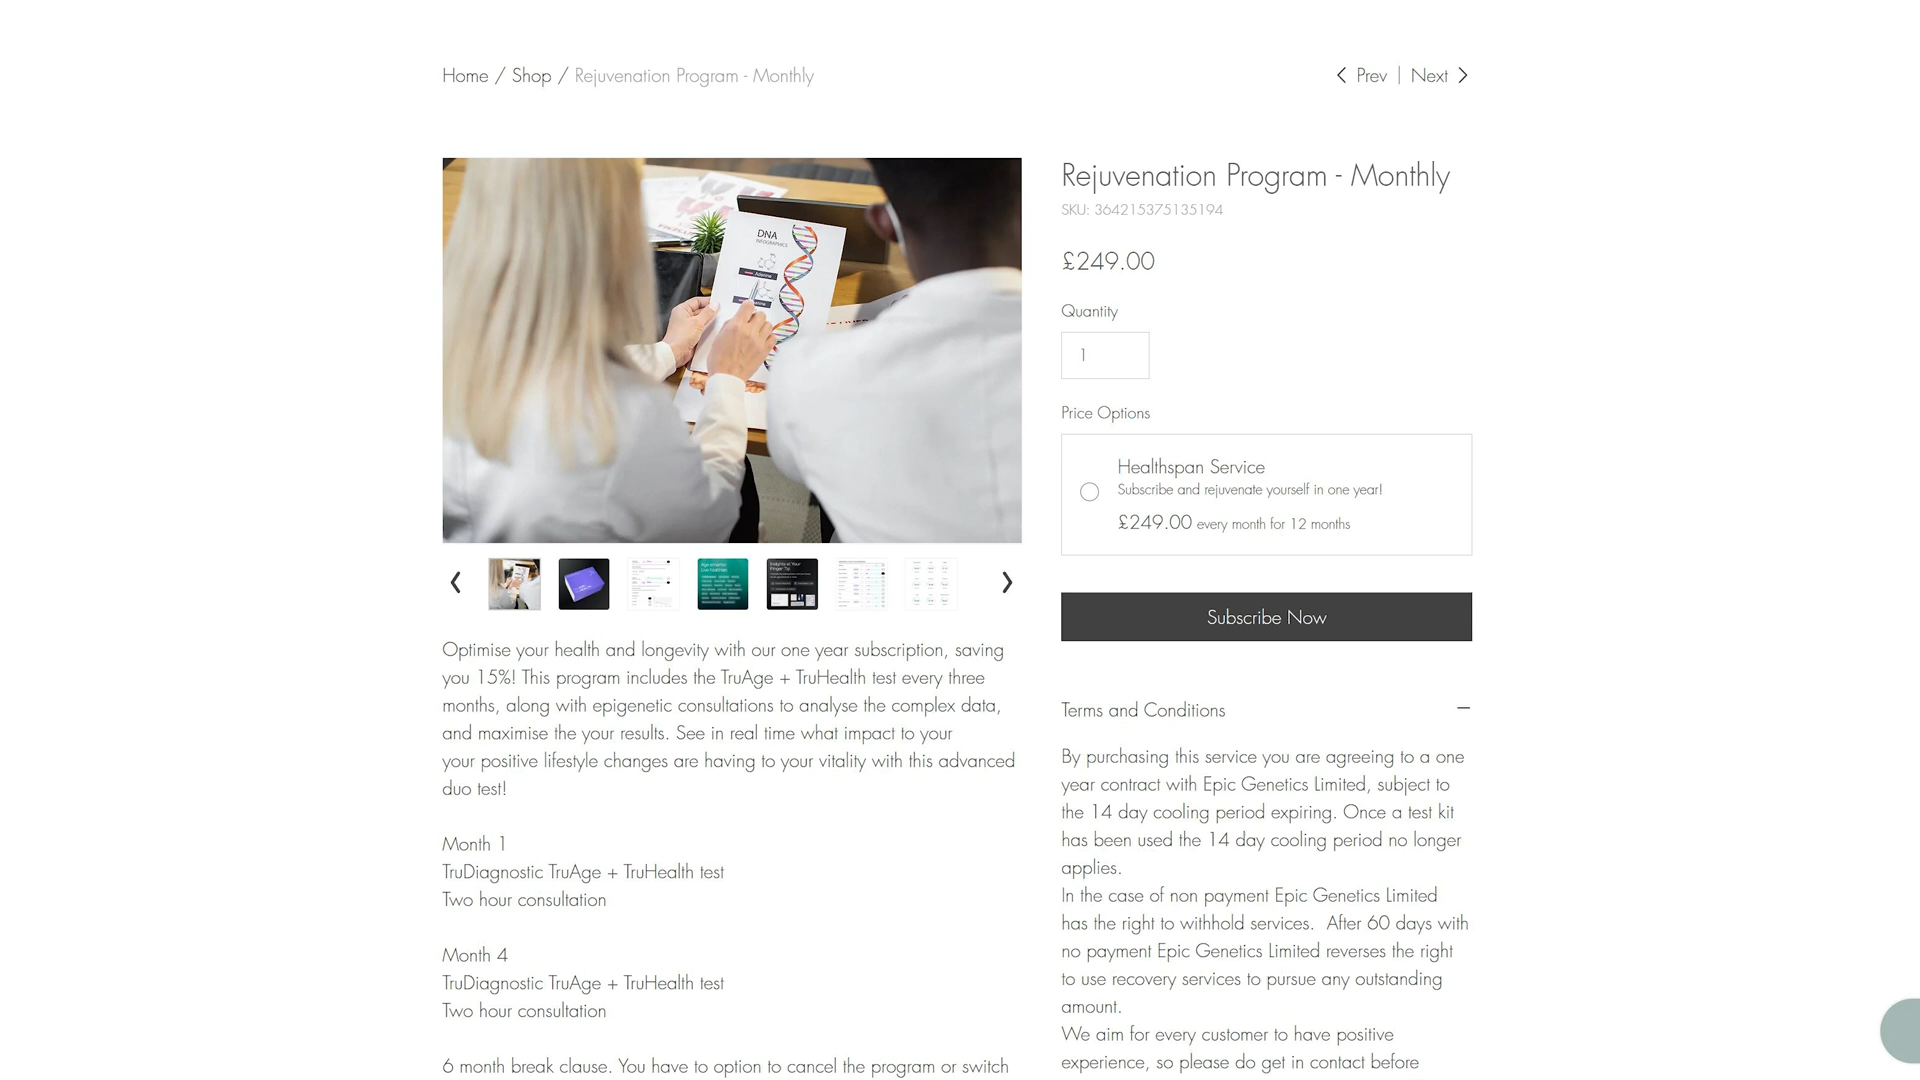 Home / Shop / Rejuvenation Program - Monthly
Prev | Next
DNA
INFOGRAPHICS
Adenine
Rejuvenation Program - Monthly
SKU: 364215375135194
£249.00
Quantity
1
Price Options
Healthspan Service
Subscribe and rejuvenate yourself in one year!
£249.00 every month for 12 months
Subscribe Now
Insights at Your
Finger Tip
Optimise your health and longevity with our one year subscription, saving
you 15%! This program includes the TruAge + TruHealth test every three
months, along with epigenetic consultations to analyse the complex data,
and maximise the your results. See in real time what impact to your
your positive lifestyle changes are having to your vitality with this advanced
duo test!
Month 1
TruDiagnostic TruAge + TruHealth test
Two hour consultation
Month 4
TruDiagnostic TruAge + TruHealth test
Two hour consultation
6 month break clause. You have to option to cancel the program or switch
Terms and Conditions
By purchasing this service you are agreeing to a one
year contract with Epic Genetics Limited, subject to
the 14 day cooling period expiring. Once a test kit
has been used the 14 day cooling period no longer
applies.
In the case of non payment Epic Genetics Limited
has the right to withhold services.  After 60 days with
no payment Epic Genetics Limited reverses the right
to use recovery services to pursue any outstanding
amount.
We aim for every customer to have positive
experience, so please do get in contact before